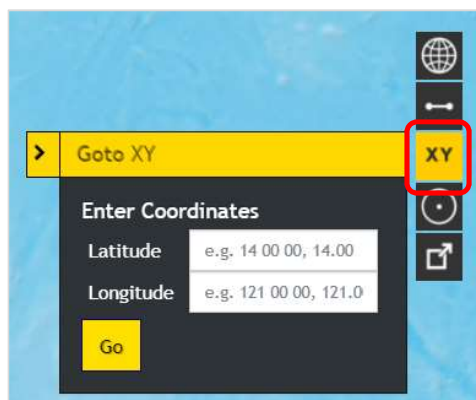 Goto XY
XY
Enter Coordinates
Latitude e.g. 14 00 00, 14.00
Longitude e.g. 121 00 00, 121.0
Go